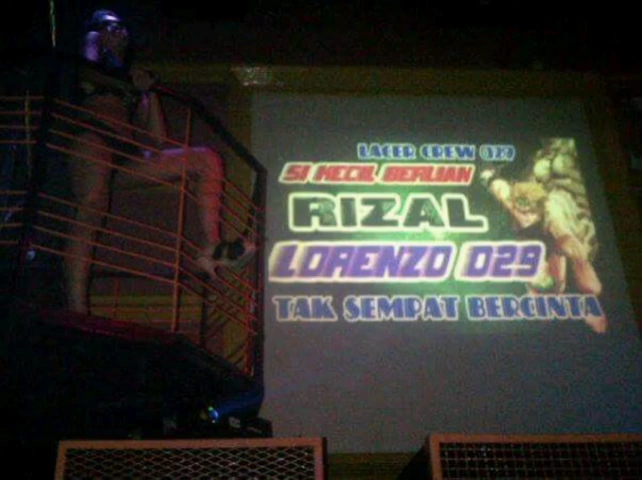 LACER CREW 029
SI KECIL BERLIAN
RIZAL
LORENZO 029
TAK SEMPAT BERCINTA